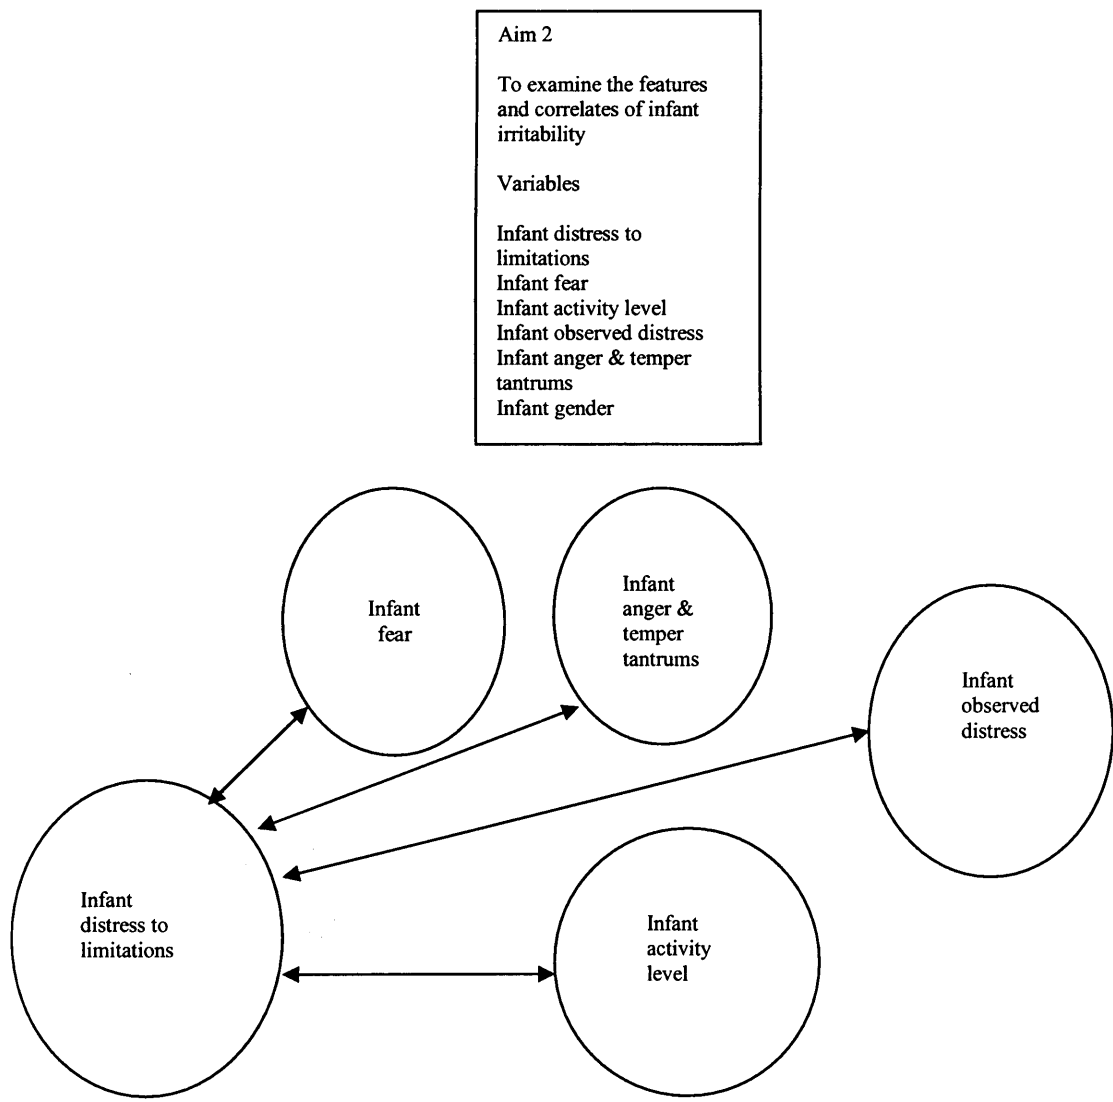 Aim 2
To examine the features
and correlates of infant
irritability
Variables
Infant distress to
limitations
Infant fear
Infant activity level
Infant observed distress
Infant anger & temper
tantrums
Infant gender
Infant
fear
Infant
anger &
temper
tantrums
Infant
observed
distress
Infant
distress to
limitations
Infant
activity
level